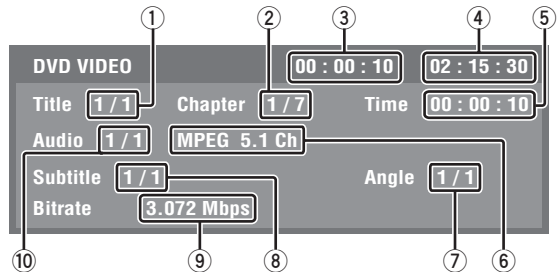 ① ② ③ ④ ⑤
DVD VIDEO 00 : 00 : 10 02 : 15 : 30
Title 1 / 1 Chapter 1 / 7 Time 00 : 00 : 10
Audio 1 / 1 MPEG 5.1 Ch
Subtitle 1 / 1 Angle 1 / 1
Bitrate 3.072 Mbps
⑩ ⑨ ⑧ ⑦ ⑥